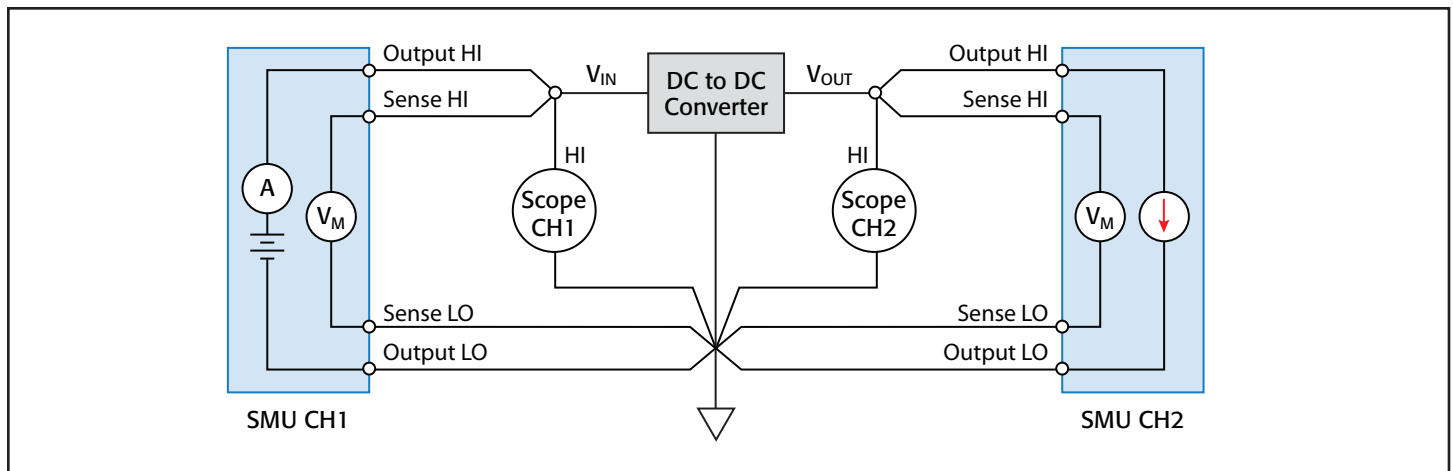 Output HI
Sense HI
V_IN
DC to DC
Converter
V_OUT
Output HI
Sense HI
HI
HI
A
V_M
Scope
CH1
Scope
CH2
V_M
Sense LO
Output LO
Sense LO
Output LO
SMU CH1
SMU CH2